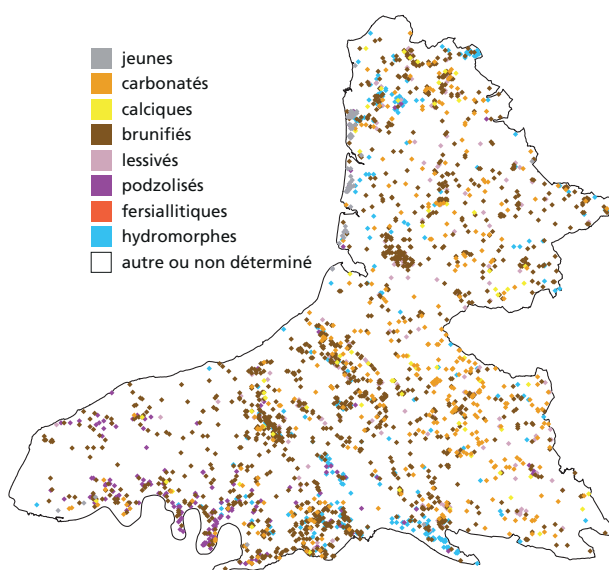 jeunes
carbonatés
calciques
brunifiés
lessivés
podzolisés
fersiallitiques
hydromorphes
autre ou non déterminé